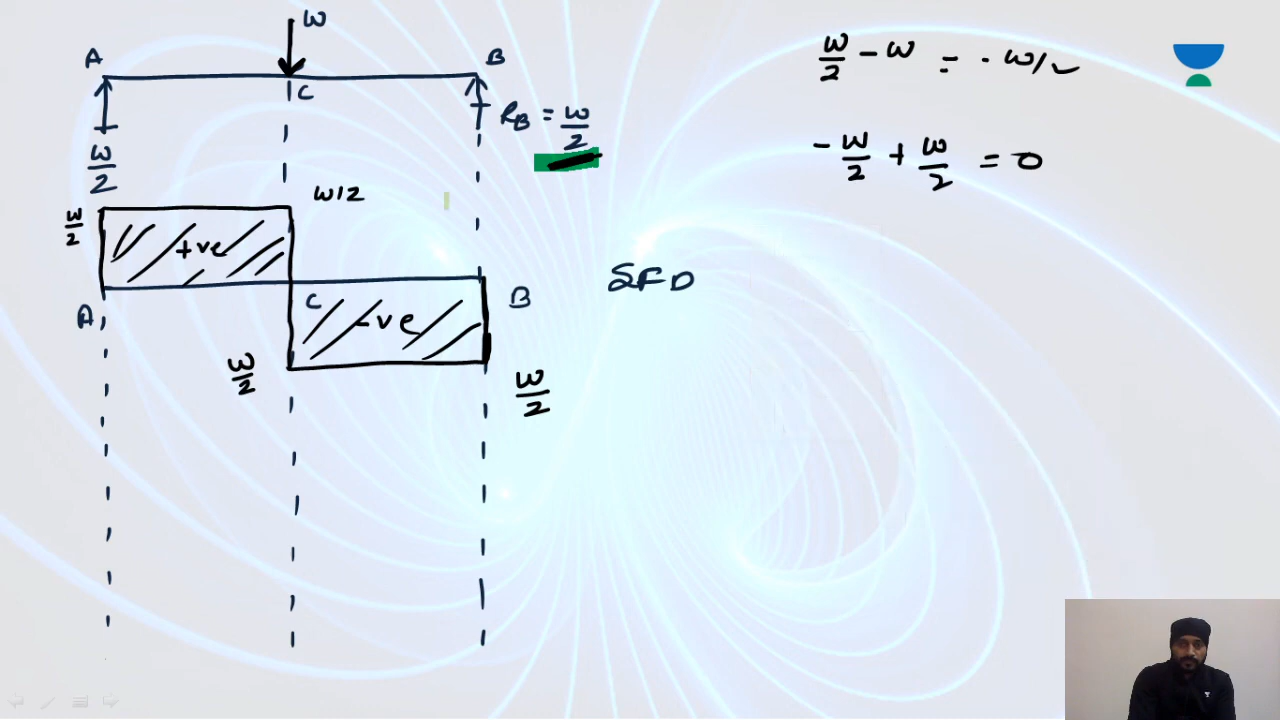 W
A B
C
R_B = W/2
W/2
W/2 - W = - W/2
-W/2 + W/2 = 0
W/2
W/2
+ve
SFD
A C B
-ve
W/2
W/2